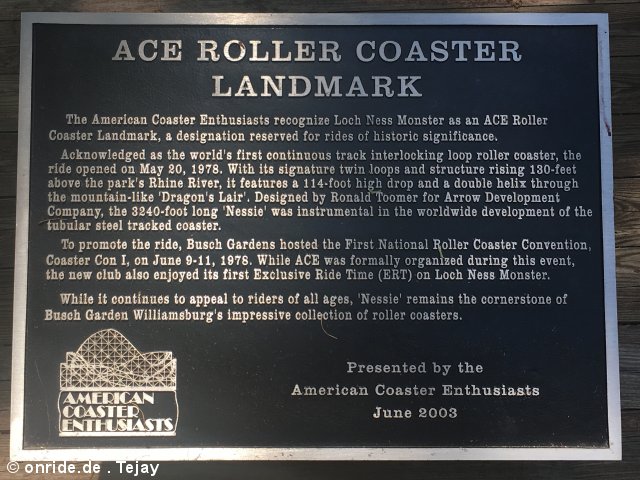 ACE ROLLER COASTER
LANDMARK
The American Coaster Enthusiasts recognize Loch Ness Monster as an ACE Roller
Coaster Landmark, a designation reserved for rides of historic significance.
Acknowledged as the world's first continuous track interlocking loop roller coaster, the
ride opened on May 20, 1978. With its signature twin loops and structure rising 130-feet
above the park's Rhine River, it features a 114-foot high drop and a double helix through
the mountain-like 'Dragon's Lair'. Designed by Ronald Toomer for Arrow Development
Company, the 3240-foot long 'Nessie' was instrumental in the worldwide development of the
tubular steel tracked coaster.
To promote the ride, Busch Gardens hosted the First National Roller Coaster Convention,
Coaster Con I, on June 9-11, 1978. While ACE was formally organized during this event,
the new club also enjoyed its first Exclusive Ride Time (ERT) on Loch Ness Monster.
While it continues to appeal to riders of all ages, 'Nessie' remains the cornerstone of
Busch Garden Williamsburg's impressive collection of roller coasters.
Presented by the
American Coaster Enthusiasts
June 2003
AMERICAN
COASTER
ENTHUSIASTS
© onride.de . Tejay